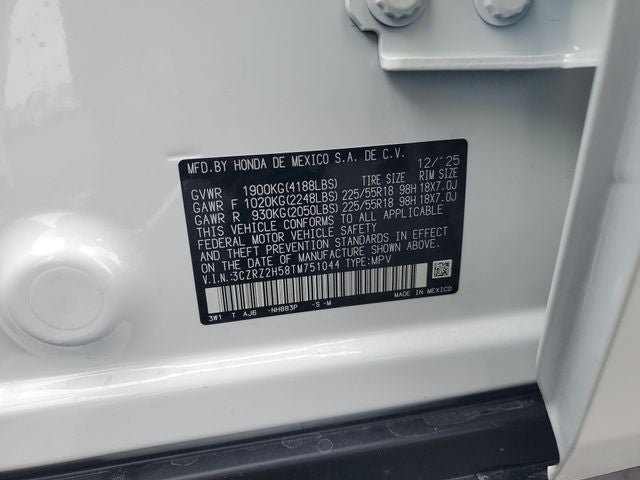 MFD.BY HONDA DE MEXICO S.A. DE C.V. 12/'25
GVWR 1900KG(4188LBS) TIRE SIZE RIM SIZE
GAWR F 1020KG(2248LBS) 225/55R18 98H 18X7.0J
GAWR R 930KG(2050LBS) 225/55R18 98H 18X7.0J
THIS VEHICLE CONFORMS TO ALL APPLICABLE
FEDERAL MOTOR VEHICLE SAFETY
AND THEFT PREVENTION STANDARDS IN EFFECT ON
THE DATE OF MANUFACTURE SHOWN ABOVE.
V.I.N.:3CZRZ2H58TM751044 TYPE:MPV
3W1 T AJ6 -NH883P -S -M MADE IN MEXICO